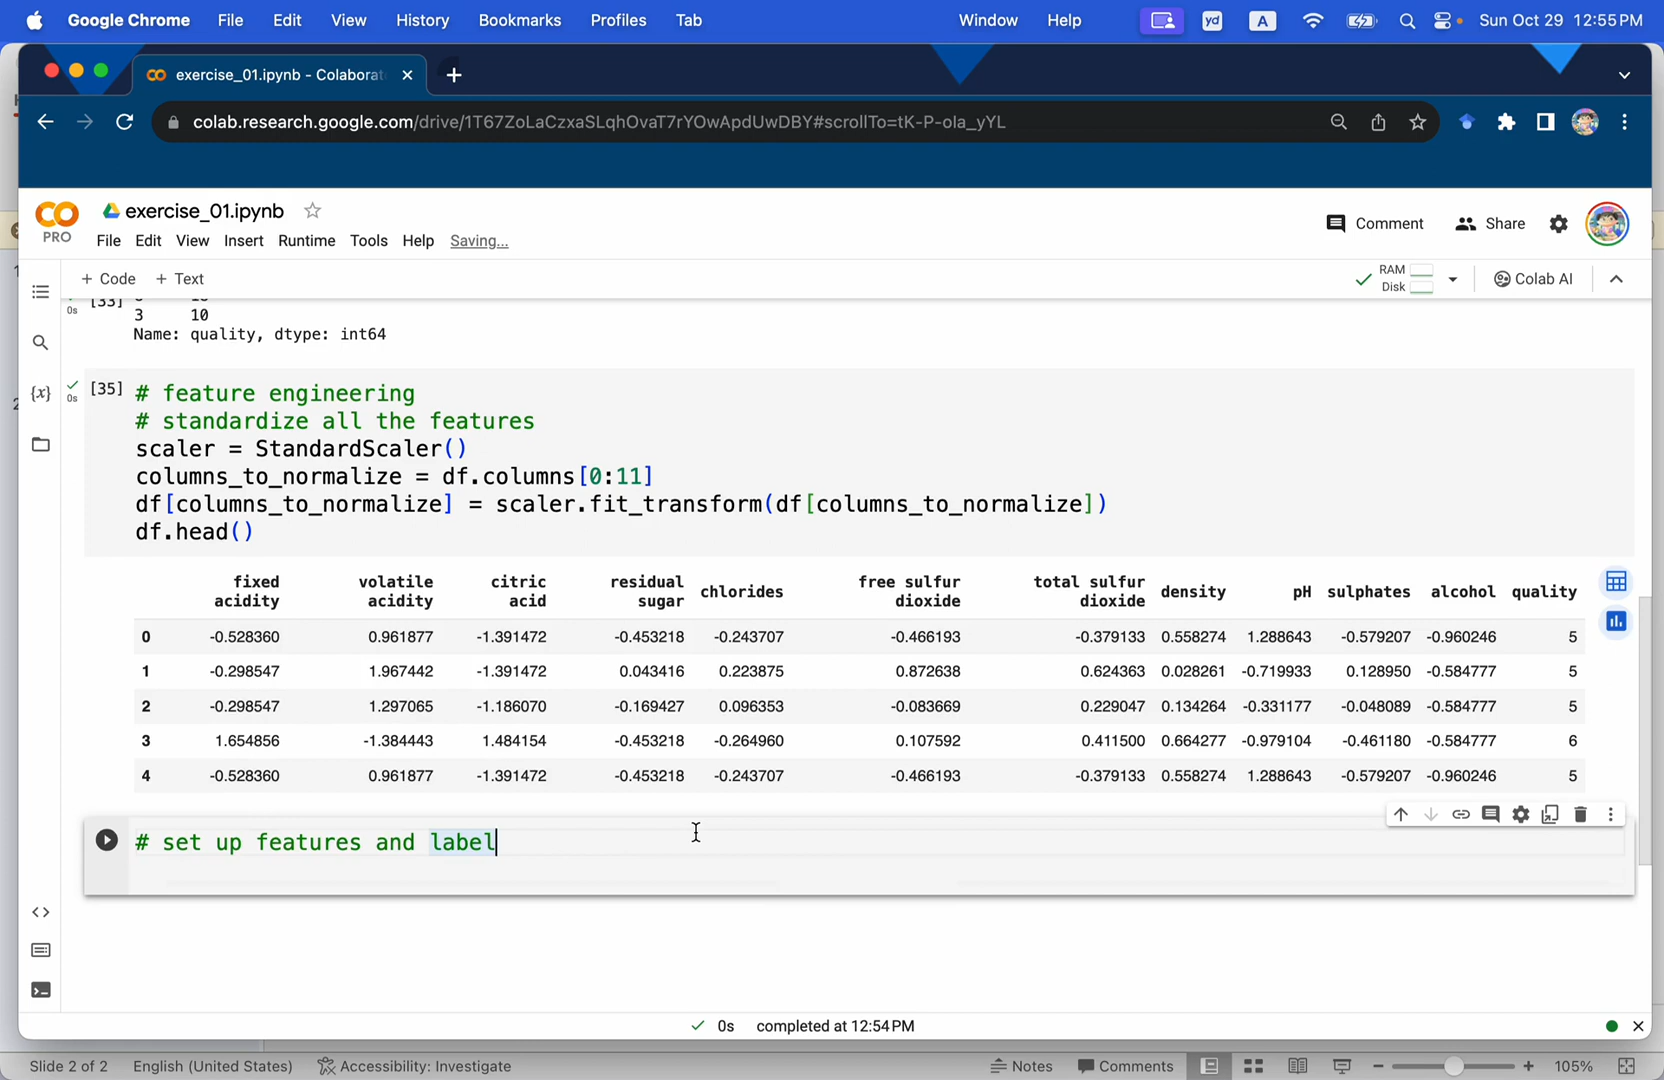 Google Chrome File Edit View History Bookmarks Profiles Tab Window Help yd A Sun Oct 29 12:55 PM
exercise_01.ipynb - Colaborat
colab.research.google.com/drive/1T67ZoLaCzxaSLqhOvaT7rYOwApdUwDBY#scrollTo=tK-P-ola_yYL
exercise_01.ipynb
PRO
File Edit View Insert Runtime Tools Help Saving...
Comment Share
+ Code + Text
RAM
Disk
Colab AI
0s
[33]
3 10
Name: quality, dtype: int64
0s
[35]
# feature engineering
# standardize all the features
scaler = StandardScaler()
columns_to_normalize = df.columns[0:11]
df[columns_to_normalize] = scaler.fit_transform(df[columns_to_normalize])
df.head()
fixed acidity volatile acidity citric acid residual sugar chlorides free sulfur dioxide total sulfur dioxide density pH sulphates alcohol quality
0 -0.528360 0.961877 -1.391472 -0.453218 -0.243707 -0.466193 -0.379133 0.558274 1.288643 -0.579207 -0.960246 5
1 -0.298547 1.967442 -1.391472 0.043416 0.223875 0.872638 0.624363 0.028261 -0.719933 0.128950 -0.584777 5
2 -0.298547 1.297065 -1.186070 -0.169427 0.096353 -0.083669 0.229047 0.134264 -0.331177 -0.048089 -0.584777 5
3 1.654856 -1.384443 1.484154 -0.453218 -0.264960 0.107592 0.411500 0.664277 -0.979104 -0.461180 -0.584777 6
4 -0.528360 0.961877 -1.391472 -0.453218 -0.243707 -0.466193 -0.379133 0.558274 1.288643 -0.579207 -0.960246 5
# set up features and label
0s completed at 12:54 PM
Slide 2 of 2 English (United States) Accessibility: Investigate Notes Comments 105%